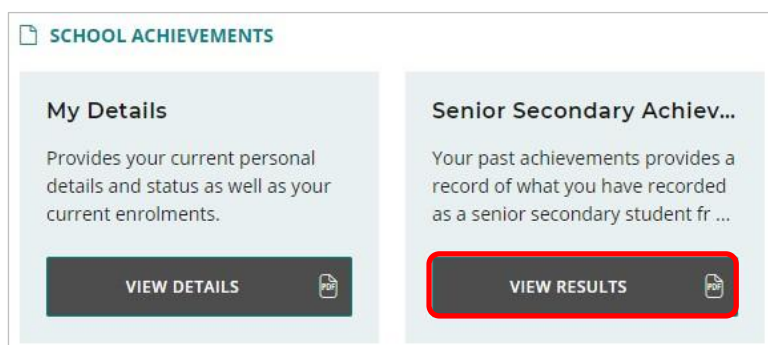 SCHOOL ACHIEVEMENTS
My Details
Provides your current personal
details and status as well as your
current enrolments.
VIEW DETAILS
PDF
Senior Secondary Achiev...
Your past achievements provides a
record of what you have recorded
as a senior secondary student fr ...
VIEW RESULTS
PDF